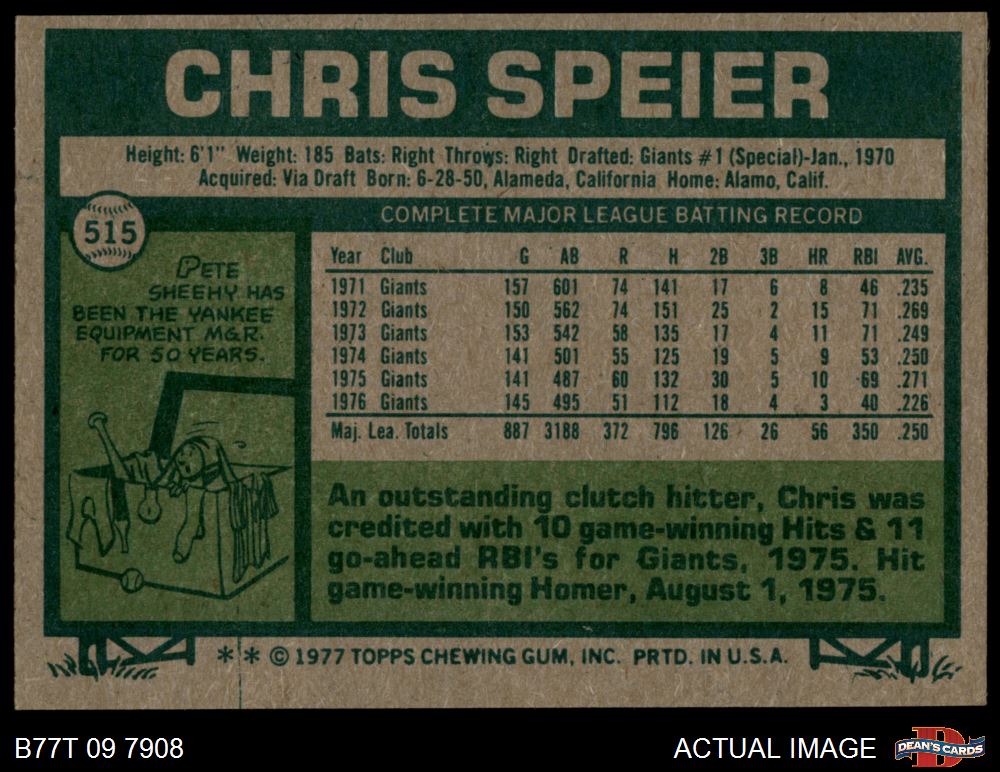 CHRIS SPEIER
Height: 6'1" Weight: 185 Bats: Right Throws: Right Drafted: Giants #1 (Special)-Jan., 1970
Acquired: Via Draft Born: 6-28-50, Alameda, California Home: Alamo, Calif.
515
PETE
SHEEHY HAS
BEEN THE YANKEE
EQUIPMENT MGR.
FOR 50 YEARS.
COMPLETE MAJOR LEAGUE BATTING RECORD
Year Club G AB R H 2B 3B HR RBI AVG.
1971 Giants 157 601 74 141 17 6 8 46 .235
1972 Giants 150 562 74 151 25 2 15 71 .269
1973 Giants 153 542 58 135 17 4 11 71 .249
1974 Giants 141 501 55 125 19 5 9 53 .250
1975 Giants 141 487 60 132 30 5 10 69 .271
1976 Giants 145 495 51 112 18 4 3 40 .226
Maj. Lea. Totals 887 3188 372 796 126 26 56 350 .250
An outstanding clutch hitter, Chris was
credited with 10 game-winning Hits & 11
go-ahead RBI's for Giants, 1975. Hit
game-winning Homer, August 1, 1975.
* * © 1977 TOPPS CHEWING GUM, INC. PRTD. IN U.S.A.
B77T 09 7908
ACTUAL IMAGE
D
DEAN'S CARDS